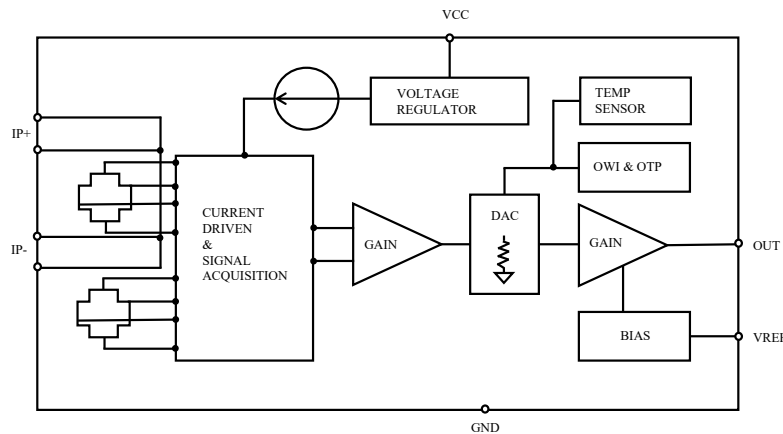 VCC
VOLTAGE
REGULATOR
TEMP
SENSOR
IP+
OWI & OTP
CURRENT
DRIVEN
&
SIGNAL
ACQUISITION
DAC
GAIN
GAIN
IP-
OUT
BIAS
VREF
GND